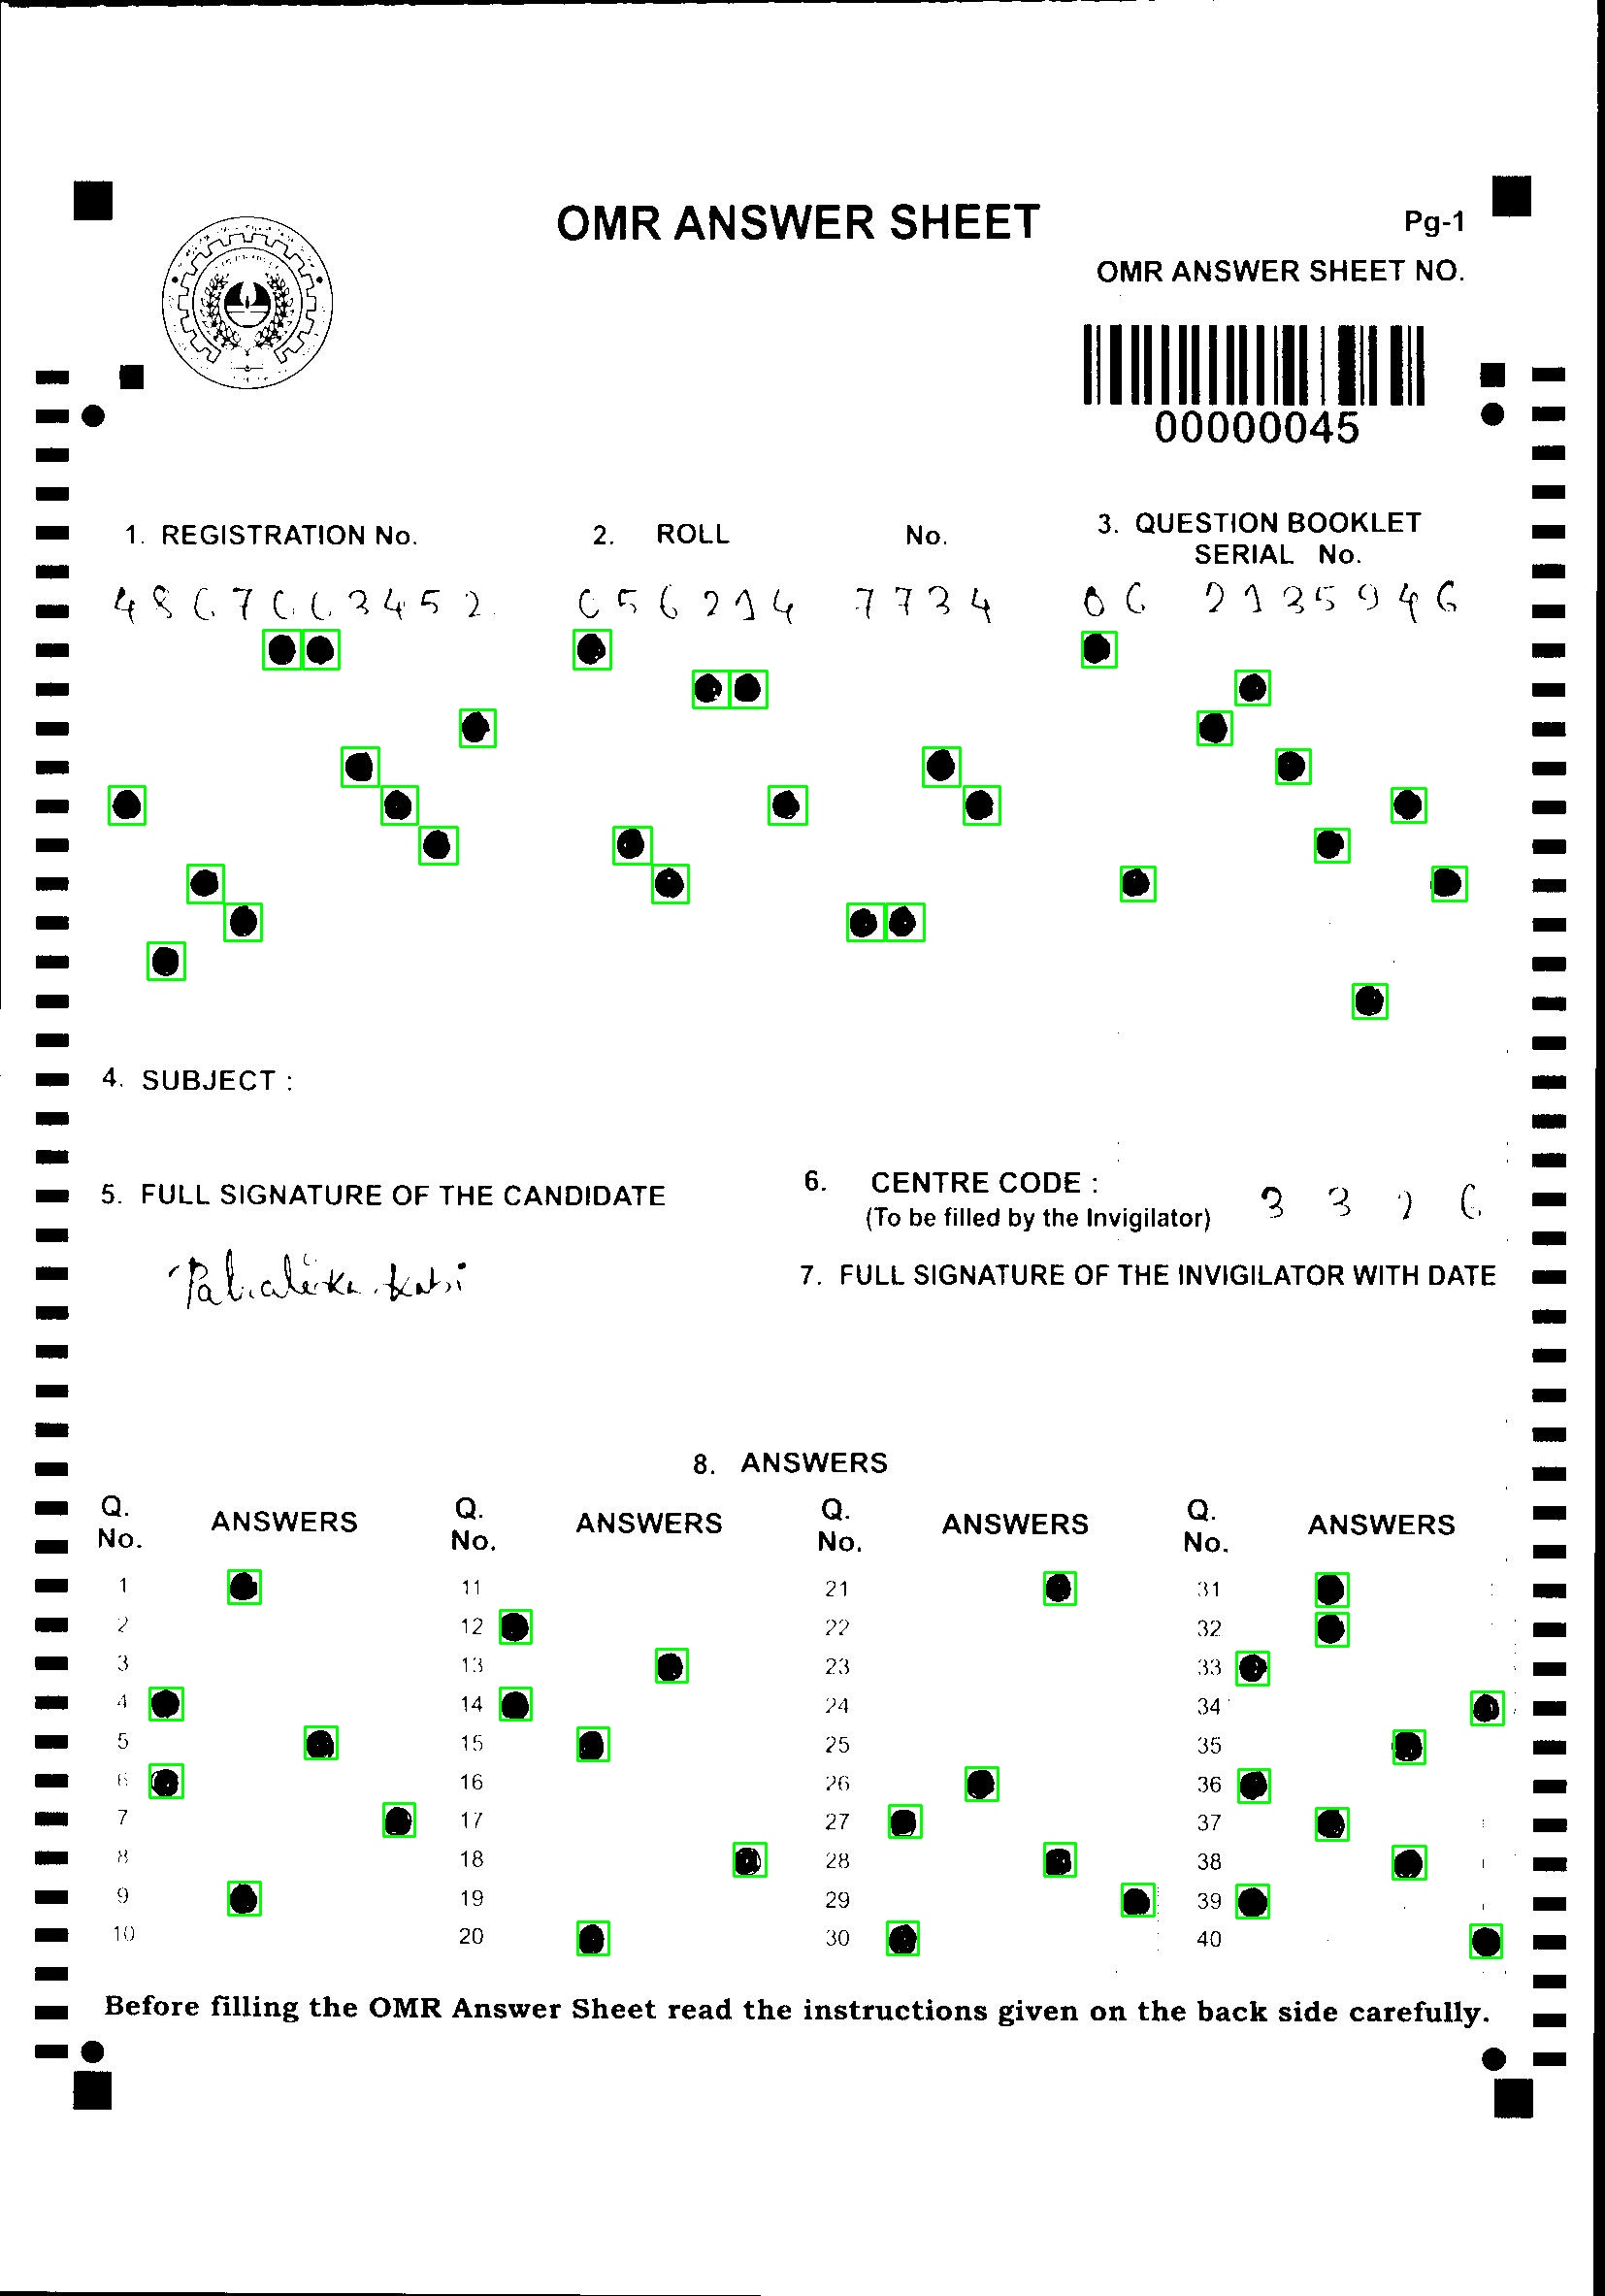 OMR ANSWER SHEET
Pg-1
OMR ANSWER SHEET NO.
00000045
1. REGISTRATION No. 2. ROLL No. 3. QUESTION BOOKLET SERIAL No.
4867003452 056214 7734 06 2135946
4. SUBJECT :
5. FULL SIGNATURE OF THE CANDIDATE
6. CENTRE CODE : 3 3 2 6
(To be filled by the Invigilator)
7. FULL SIGNATURE OF THE INVIGILATOR WITH DATE
8. ANSWERS
Q. No. ANSWERS Q. No. ANSWERS Q. No. ANSWERS Q. No. ANSWERS
1 11 21 31
2 12 22 32
3 13 23 33
4 14 24 34
5 15 25 35
6 16 26 36
7 17 27 37
8 18 28 38
9 19 29 39
10 20 30 40
Before filling the OMR Answer Sheet read the instructions given on the back side carefully.